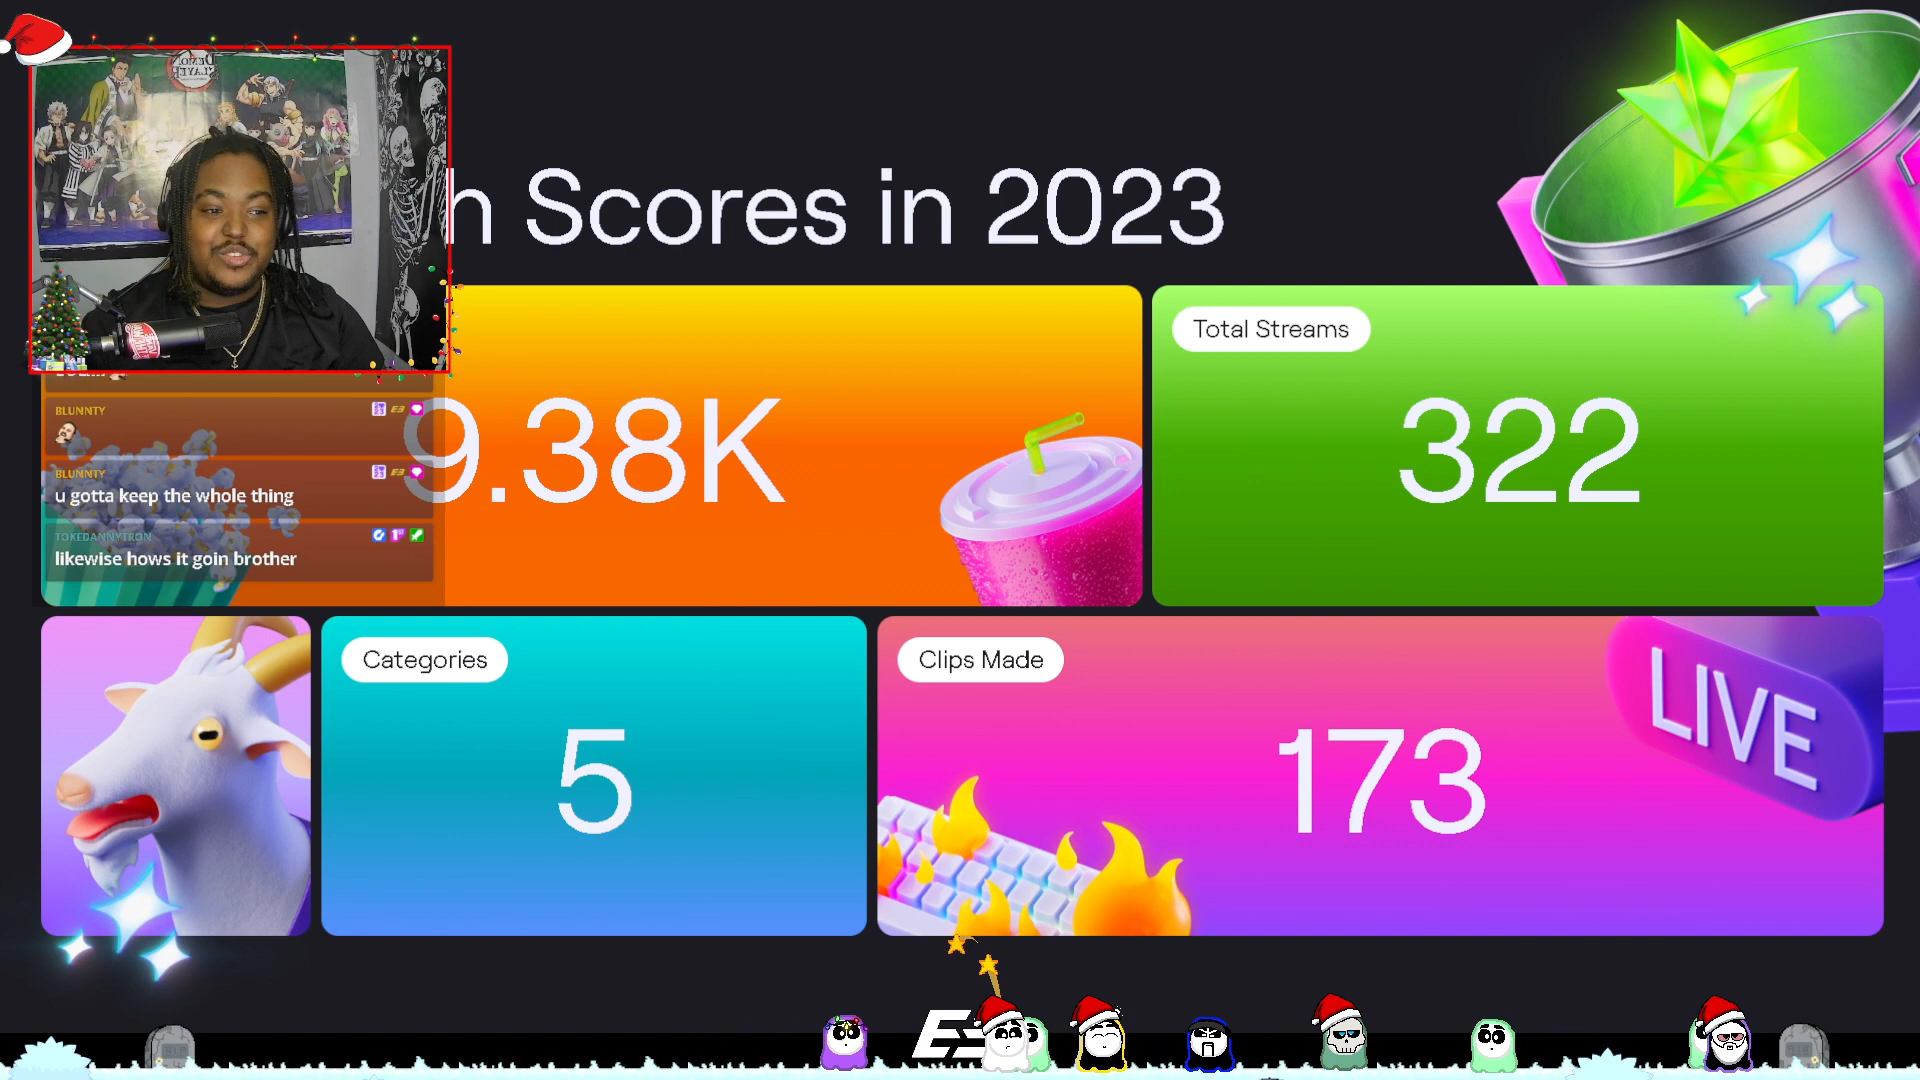 h Scores in 2023
Total Streams
9.38K
322
BLUNNTY
BLUNNTY
u gotta keep the whole thing
TOKEDANNYTRON
likewise hows it goin brother
Categories
Clips Made
LIVE
5
173